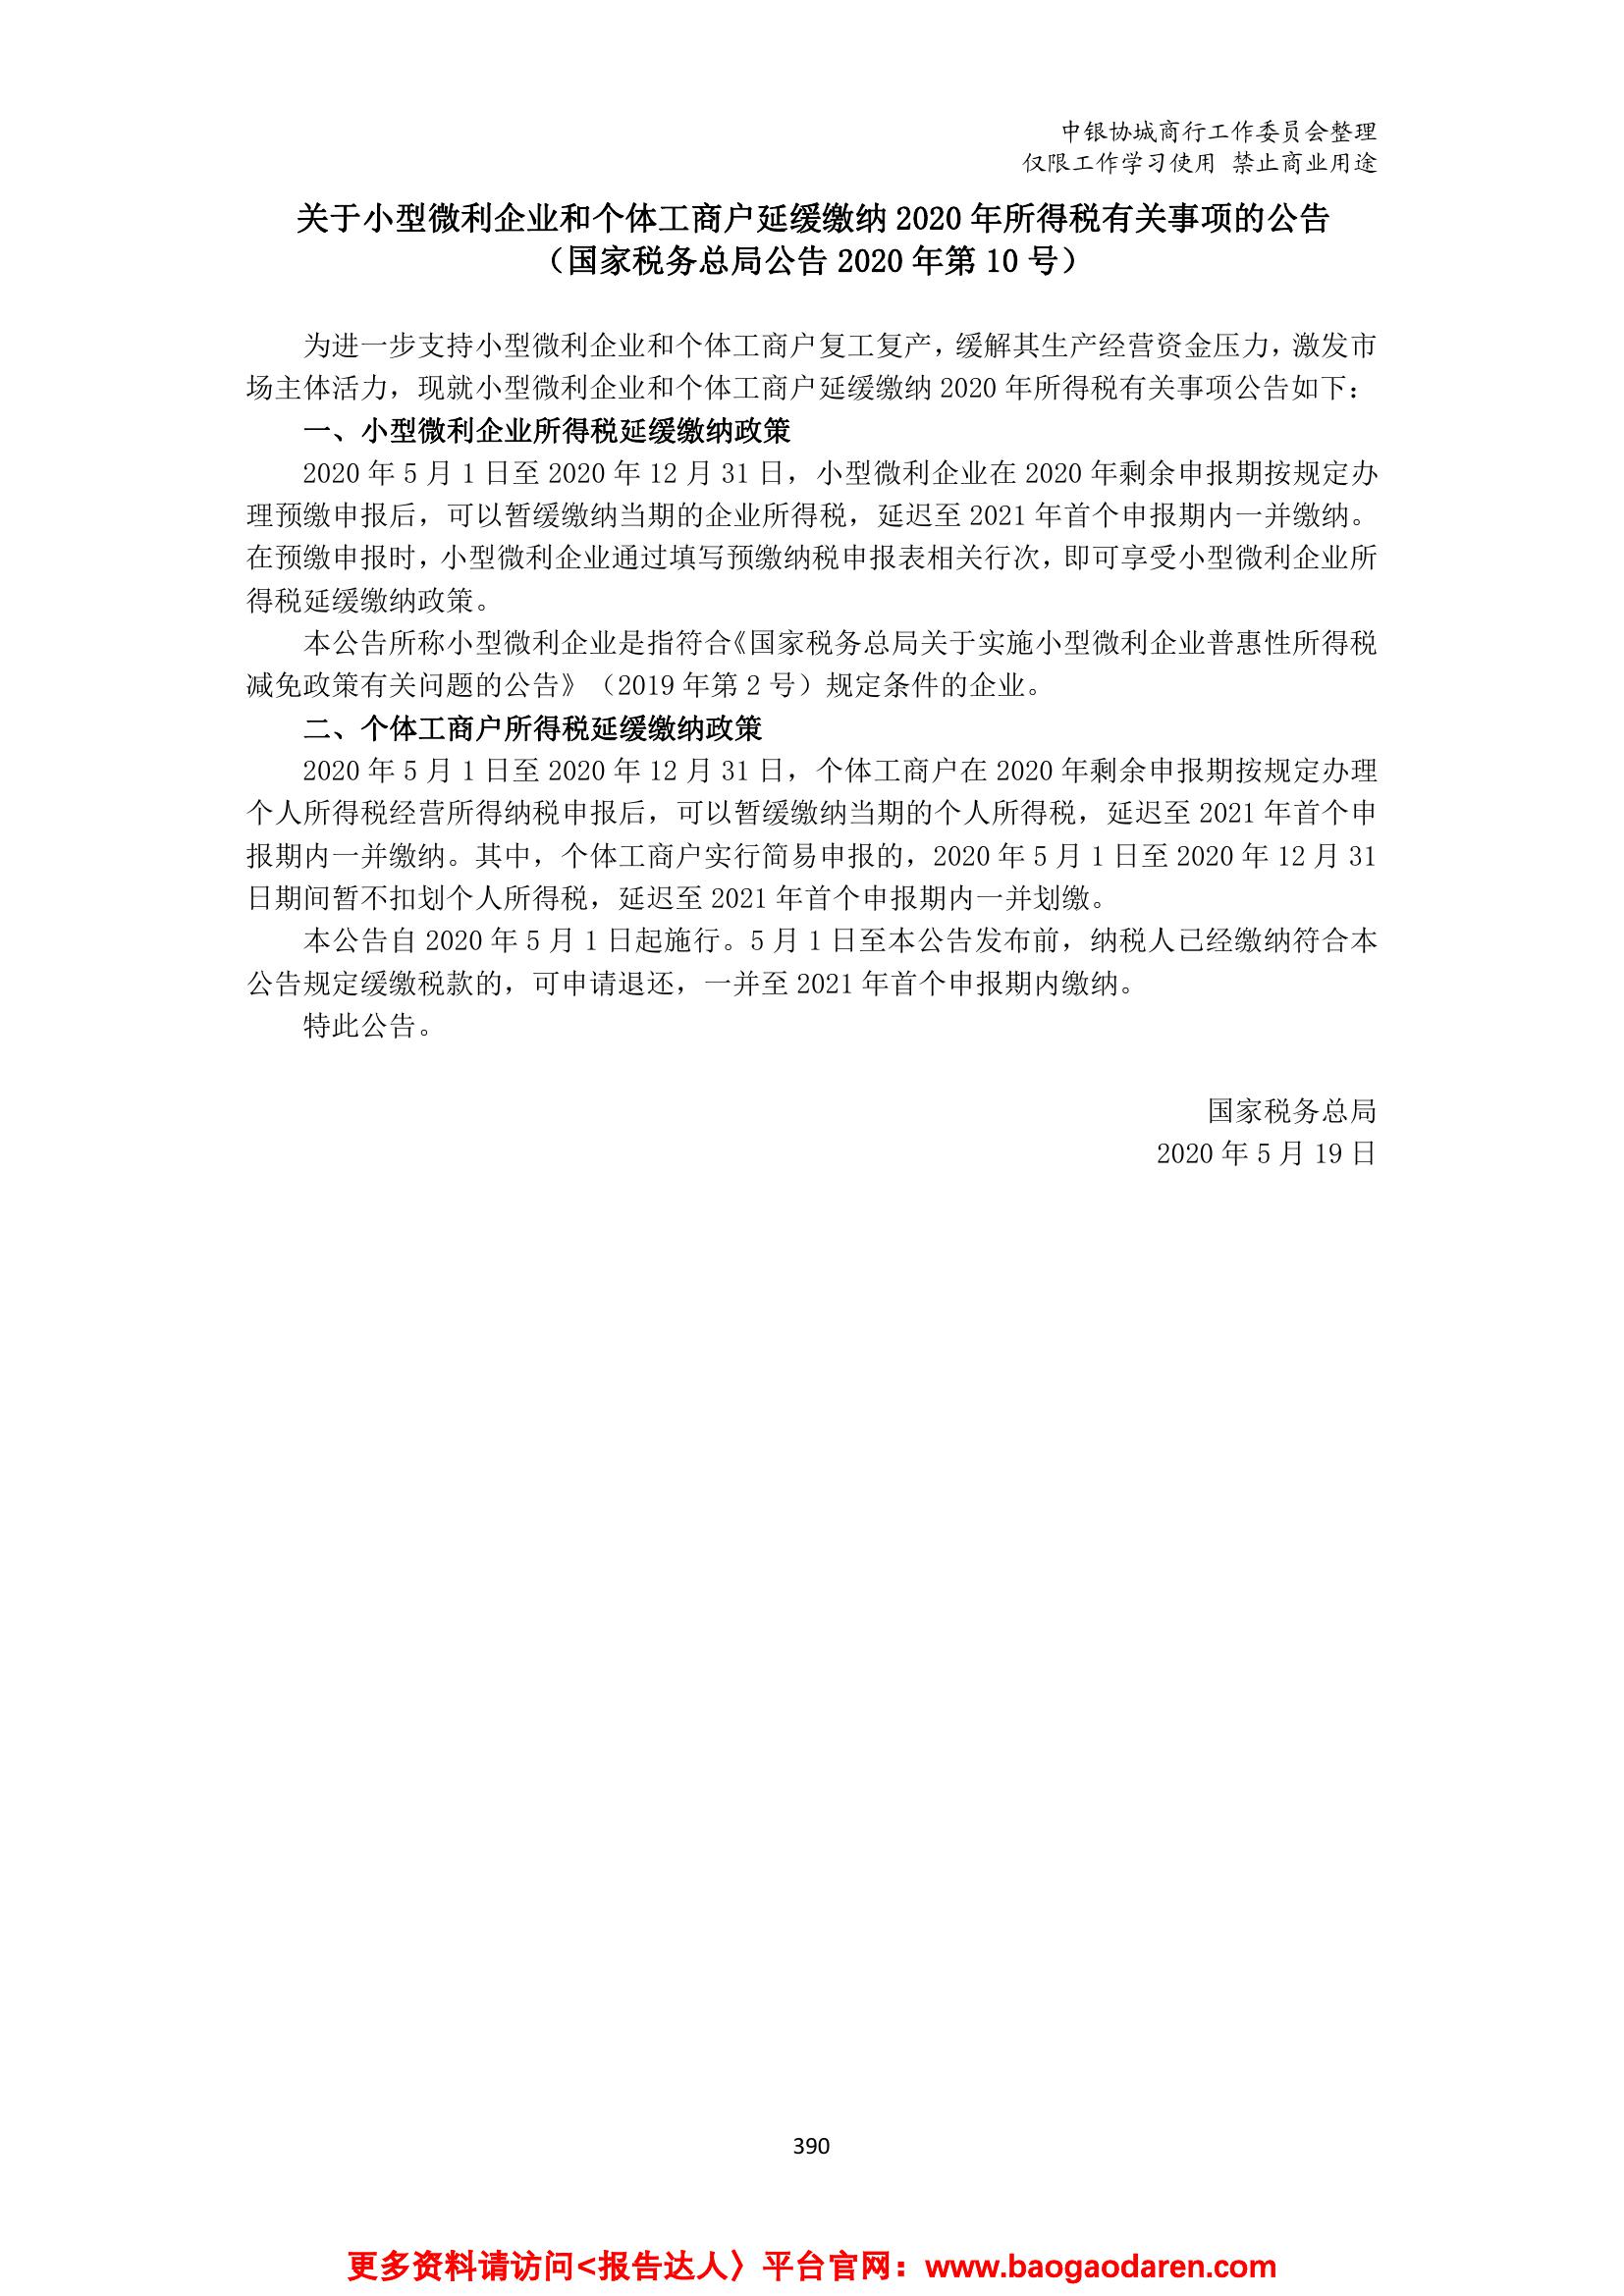 中银协城商行工作委员会整理
仅限工作学习使用 禁止商业用途
关于小型微利企业和个体工商户延缓缴纳 2020 年所得税有关事项的公告
（国家税务总局公告 2020 年第 10 号）
为进一步支持小型微利企业和个体工商户复工复产，缓解其生产经营资金压力，激发市
场主体活力，现就小型微利企业和个体工商户延缓缴纳 2020 年所得税有关事项公告如下：
一、小型微利企业所得税延缓缴纳政策
2020 年 5 月 1 日至 2020 年 12 月 31 日，小型微利企业在 2020 年剩余申报期按规定办
理预缴申报后，可以暂缓缴纳当期的企业所得税，延迟至 2021 年首个申报期内一并缴纳。
在预缴申报时，小型微利企业通过填写预缴纳税申报表相关行次，即可享受小型微利企业所
得税延缓缴纳政策。
本公告所称小型微利企业是指符合《国家税务总局关于实施小型微利企业普惠性所得税
减免政策有关问题的公告》（2019 年第 2 号）规定条件的企业。
二、个体工商户所得税延缓缴纳政策
2020 年 5 月 1 日至 2020 年 12 月 31 日，个体工商户在 2020 年剩余申报期按规定办理
个人所得税经营所得纳税申报后，可以暂缓缴纳当期的个人所得税，延迟至 2021 年首个申
报期内一并缴纳。其中，个体工商户实行简易申报的，2020 年 5 月 1 日至 2020 年 12 月 31
日期间暂不扣划个人所得税，延迟至 2021 年首个申报期内一并划缴。
本公告自 2020 年 5 月 1 日起施行。5 月 1 日至本公告发布前，纳税人已经缴纳符合本
公告规定缓缴税款的，可申请退还，一并至 2021 年首个申报期内缴纳。
特此公告。
国家税务总局
2020 年 5 月 19 日
390
更多资料请访问<报告达人〉平台官网：www.baogaodaren.com